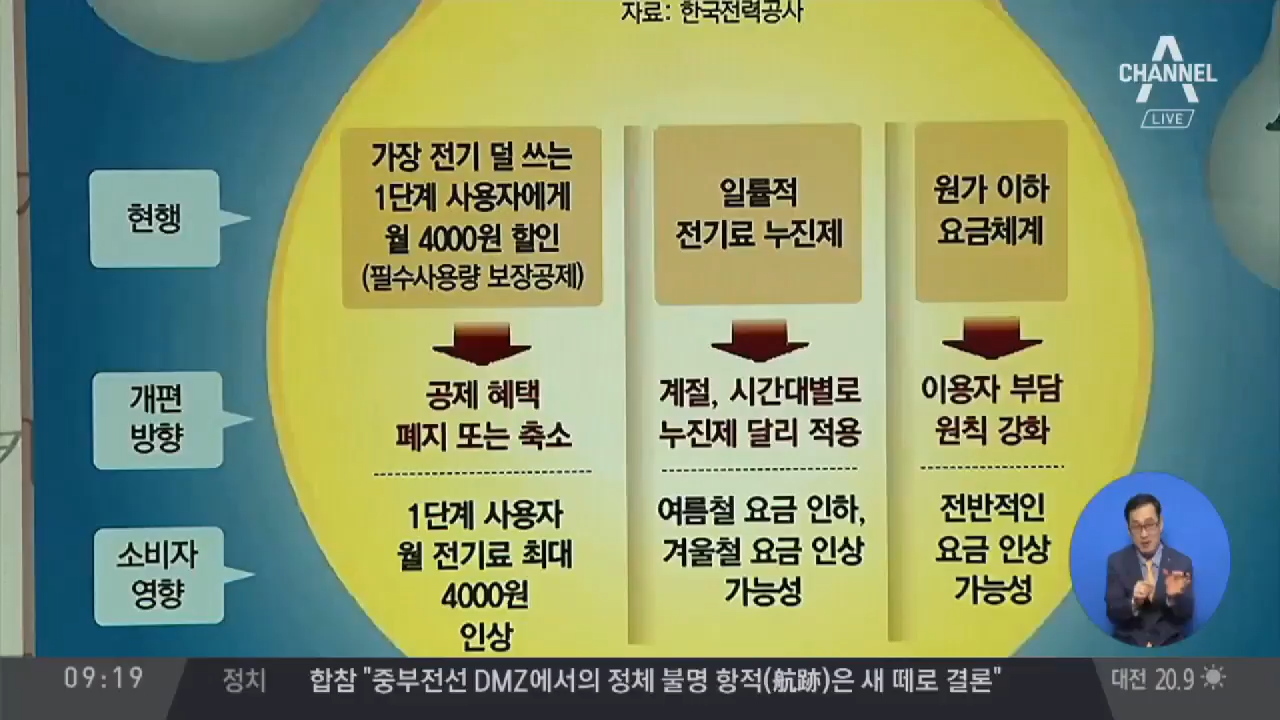 자료: 한국전력공사
CHANNEL A
LIVE
현행
가장 전기 덜 쓰는
1단계 사용자에게
월 4000원 할인
(필수사용량 보장공제)
일률적
전기료 누진제
원가 이하
요금체계
개편
방향
공제 혜택
폐지 또는 축소
계절, 시간대별로
누진제 달리 적용
이용자 부담
원칙 강화
소비자
영향
1단계 사용자
월 전기료 최대
4000원
인상
여름철 요금 인하,
겨울철 요금 인상
가능성
전반적인
요금 인상
가능성
09:19
정치
합참 "중부전선 DMZ에서의 정체 불명 항적(航跡)은 새 떼로 결론"
대전 20.9